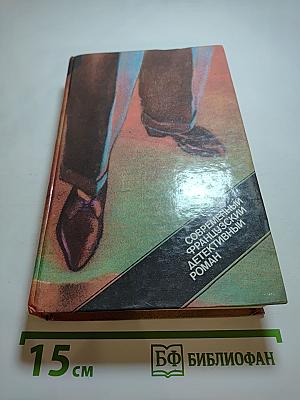 СОВРЕМЕННЫЙ
ФРАНЦУЗСКИЙ
ДЕТЕКТИВНЫЙ
РОМАН
15 СМ
БФ БИБЛИОФАН